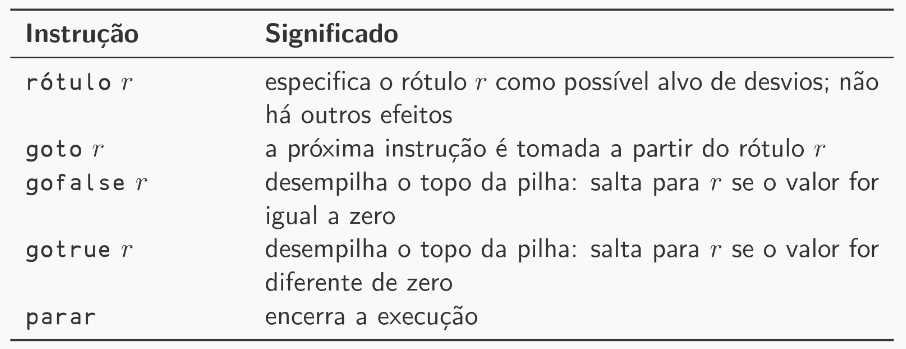 Instrução Significado
rótulo r especifica o rótulo r como possível alvo de desvios; não
há outros efeitos
goto r a próxima instrução é tomada a partir do rótulo r
gofalse r desempilha o topo da pilha: salta para r se o valor for
igual a zero
gotrue r desempilha o topo da pilha: salta para r se o valor for
diferente de zero
parar encerra a execução